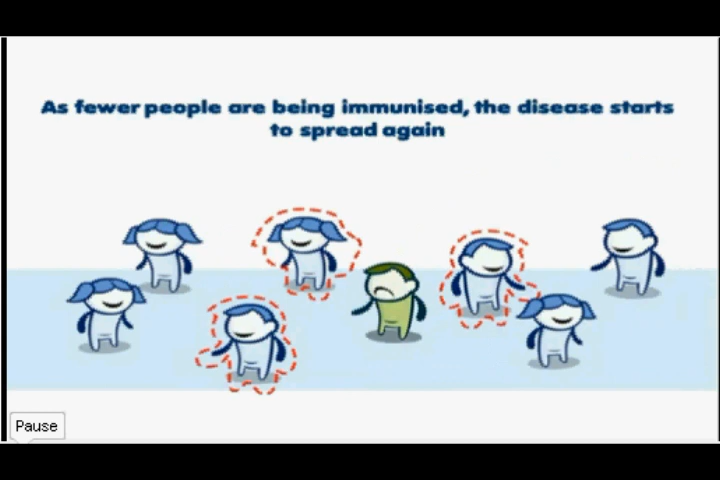 As fewer people are being immunised, the disease starts
to spread again
Pause